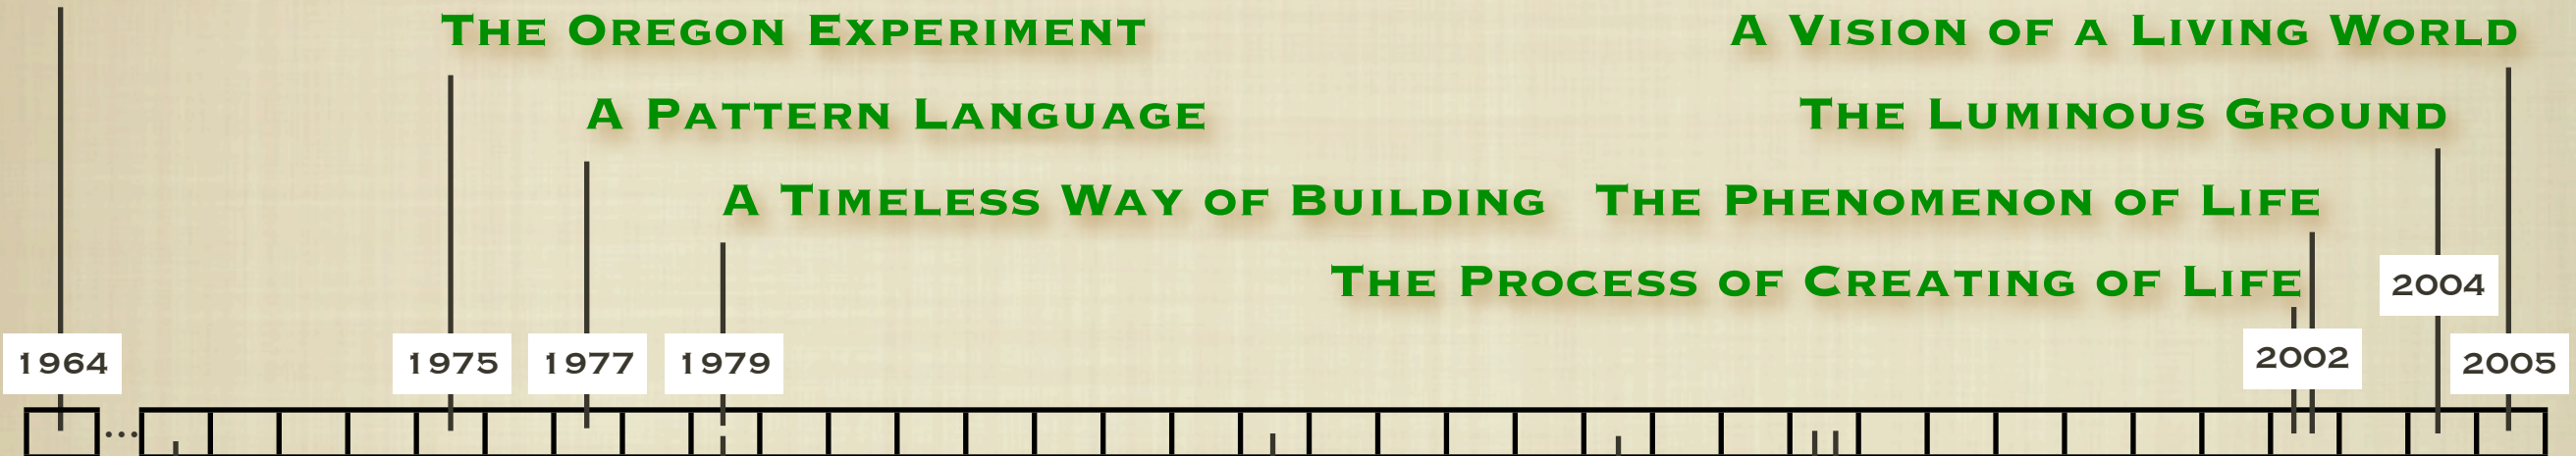 The Oregon Experiment
A Vision of a Living World
A Pattern Language
The Luminous Ground
A Timeless Way of Building
The Phenomenon of Life
The Process of Creating of Life
2004
1964
1975
1977
1979
2002
2005
...